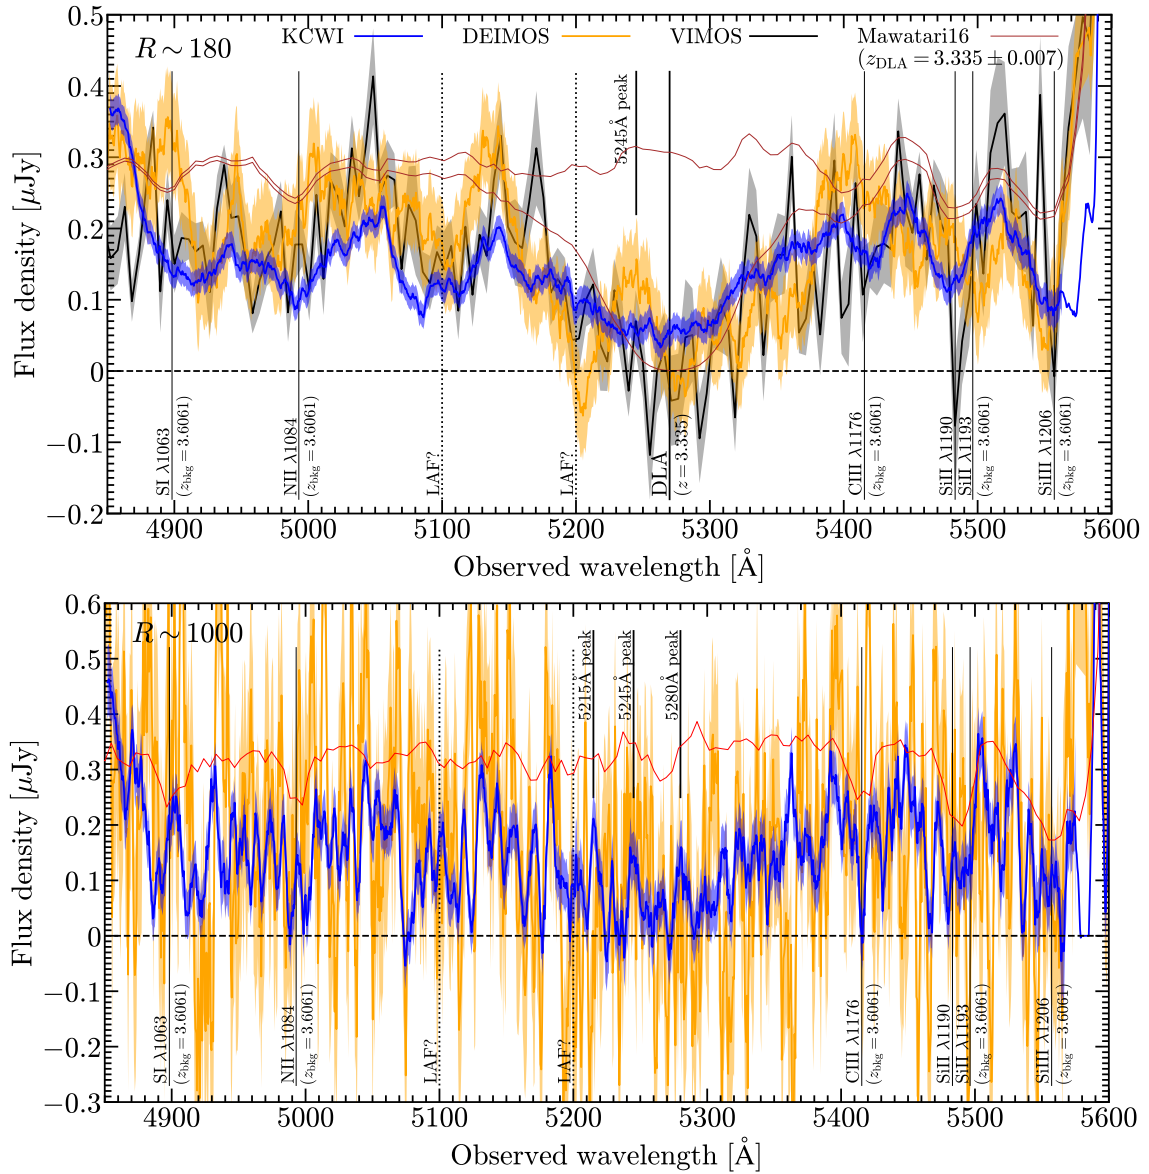 R ∼ 180
KCWI
DEIMOS
VIMOS
Mawatari16
(z_DLA = 3.335 ± 0.007)
Flux density [μJy]
0.5
0.4
0.3
0.2
0.1
0
−0.1
−0.2
SI λ1063
(z_bkg = 3.6061)
NII λ1084
(z_bkg = 3.6061)
LAF?
LAF?
5245Å peak
DLA
(z = 3.335)
CIII λ1176
(z_bkg = 3.6061)
SiII λ1190
SiII λ1193
(z_bkg = 3.6061)
SiIII λ1206
(z_bkg = 3.6061)
4900 5000 5100 5200 5300 5400 5500 5600
Observed wavelength [Å]
R ∼ 1000
Flux density [μJy]
0.6
0.5
0.4
0.3
0.2
0.1
0
−0.1
−0.2
−0.3
SI λ1063
(z_bkg = 3.6061)
NII λ1084
(z_bkg = 3.6061)
LAF?
LAF?
5215Å peak
5245Å peak
5280Å peak
CIII λ1176
(z_bkg = 3.6061)
SiII λ1190
SiII λ1193
(z_bkg = 3.6061)
SiIII λ1206
(z_bkg = 3.6061)
4900 5000 5100 5200 5300 5400 5500 5600
Observed wavelength [Å]